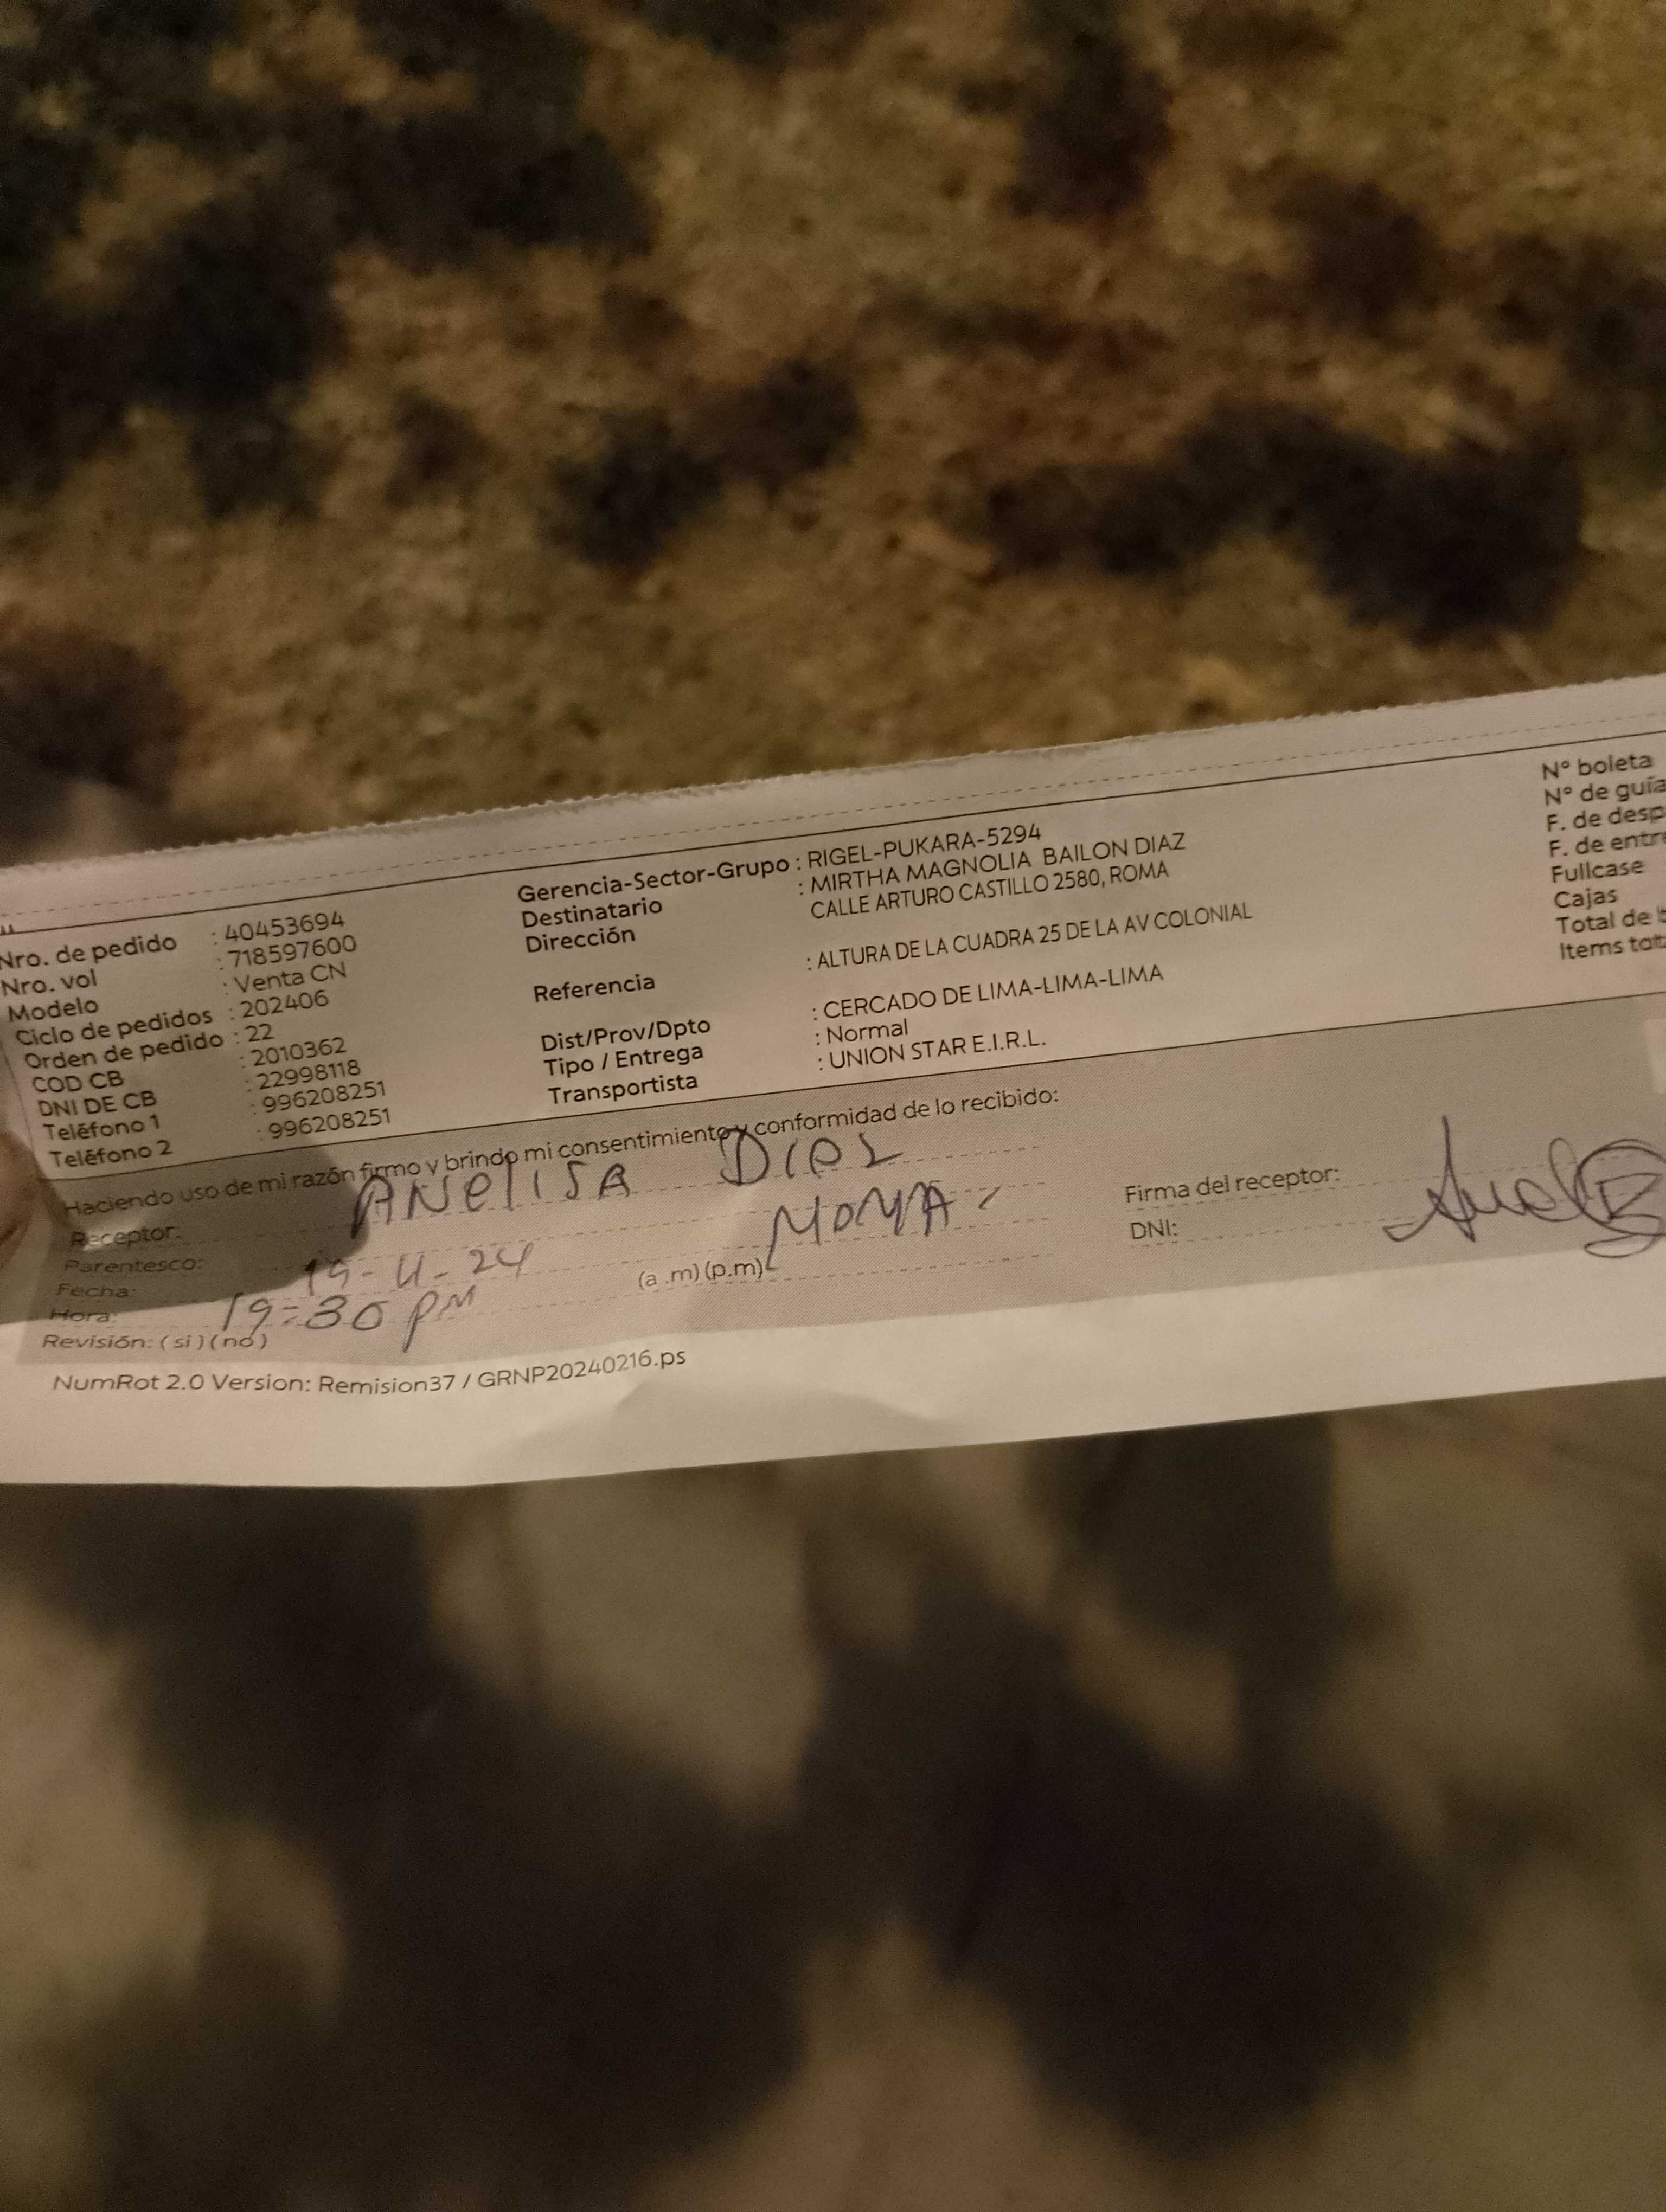 Nro. de pedido : 40453694
Nro. vol : 718597600
Modelo : Venta CN
Ciclo de pedidos : 202406
Orden de pedido : 22
COD CB : 2010362
DNI DE CB : 22998118
Teléfono 1 : 996208251
Teléfono 2 : 996208251
Gerencia-Sector-Grupo : RIGEL-PUKARA-5294
Destinatario : MIRTHA MAGNOLIA BAILON DIAZ
Dirección CALLE ARTURO CASTILLO 2580, ROMA
Referencia : ALTURA DE LA CUADRA 25 DE LA AV COLONIAL
Dist/Prov/Dpto : CERCADO DE LIMA-LIMA-LIMA
Tipo / Entrega : Normal
Transportista : UNION STAR E.I.R.L.
N° boleta
N° de guía
F. de desp
F. de entre
Fullcase
Cajas
Total de
Items tot
Haciendo uso de mi razón firmo y brindo mi consentimiento y conformidad de lo recibido:
Receptor: ANELISA
MOYA
Parentesco:
Fecha: 19-4-24
Hora: 19:30 PM (a .m) (p.m)
Revisión: ( si ) ( no )
Firma del receptor:
DNI:
NumRot 2.0 Version: Remision37 / GRNP20240216.ps